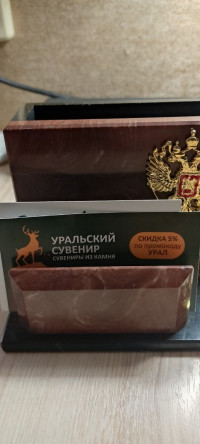 УРАЛЬСКИЙ
СУВЕНИР
СУВЕНИРЫ ИЗ КАМНЯ
СКИДКА 5%
по промокоду
УРАЛ